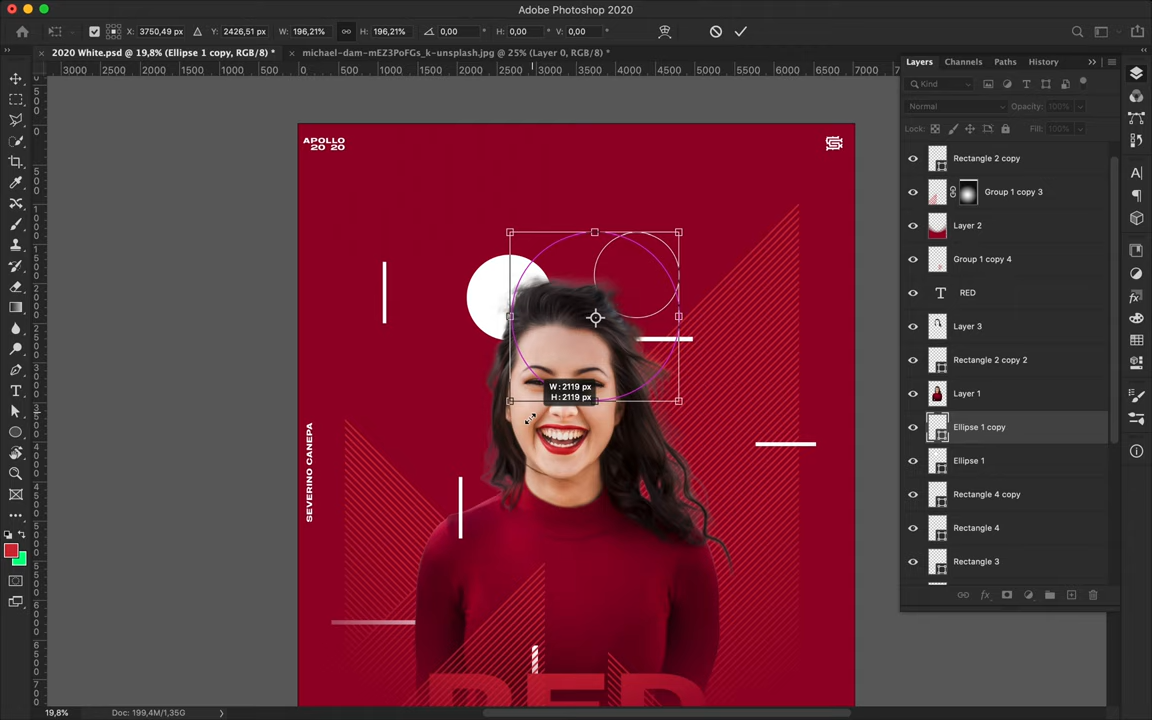 Adobe Photoshop 2020
X: 3750,49 px Y: 2426,51 px W: 196,21% H: 196,21% 0,00 ° H: 0,00 ° V: 0,00 °
2020 White.psd @ 19,8% (Ellipse 1 copy, RGB/8) * michael-dam-mEZ3PoFGs_k-unsplash.jpg @ 25% (Layer 0, RGB/8) *
3000 2500 2000 1500 1000 500 0 500 1000 1500 2000 2500 3000 3500 4000 4500 5000 5500 6000 6500 7000
Layers Channels Paths History
Kind
Normal Opacity: 100%
Lock: Fill: 100%
Rectangle 2 copy
Group 1 copy 3
Layer 2
Group 1 copy 4
T RED
Layer 3
Rectangle 2 copy 2
Layer 1
Ellipse 1 copy
Ellipse 1
Rectangle 4 copy
Rectangle 4
Rectangle 3
APOLLO
20 20
W: 2119 px
H: 2119 px
SEVERINO CANEPA
RED
19,8% Doc: 199,4M/1,35G